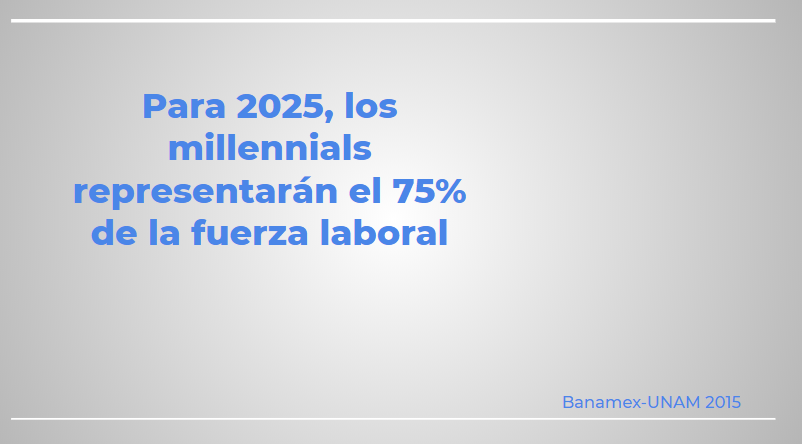 Para 2025, los
millennials
representarán el 75%
de la fuerza laboral
Banamex-UNAM 2015